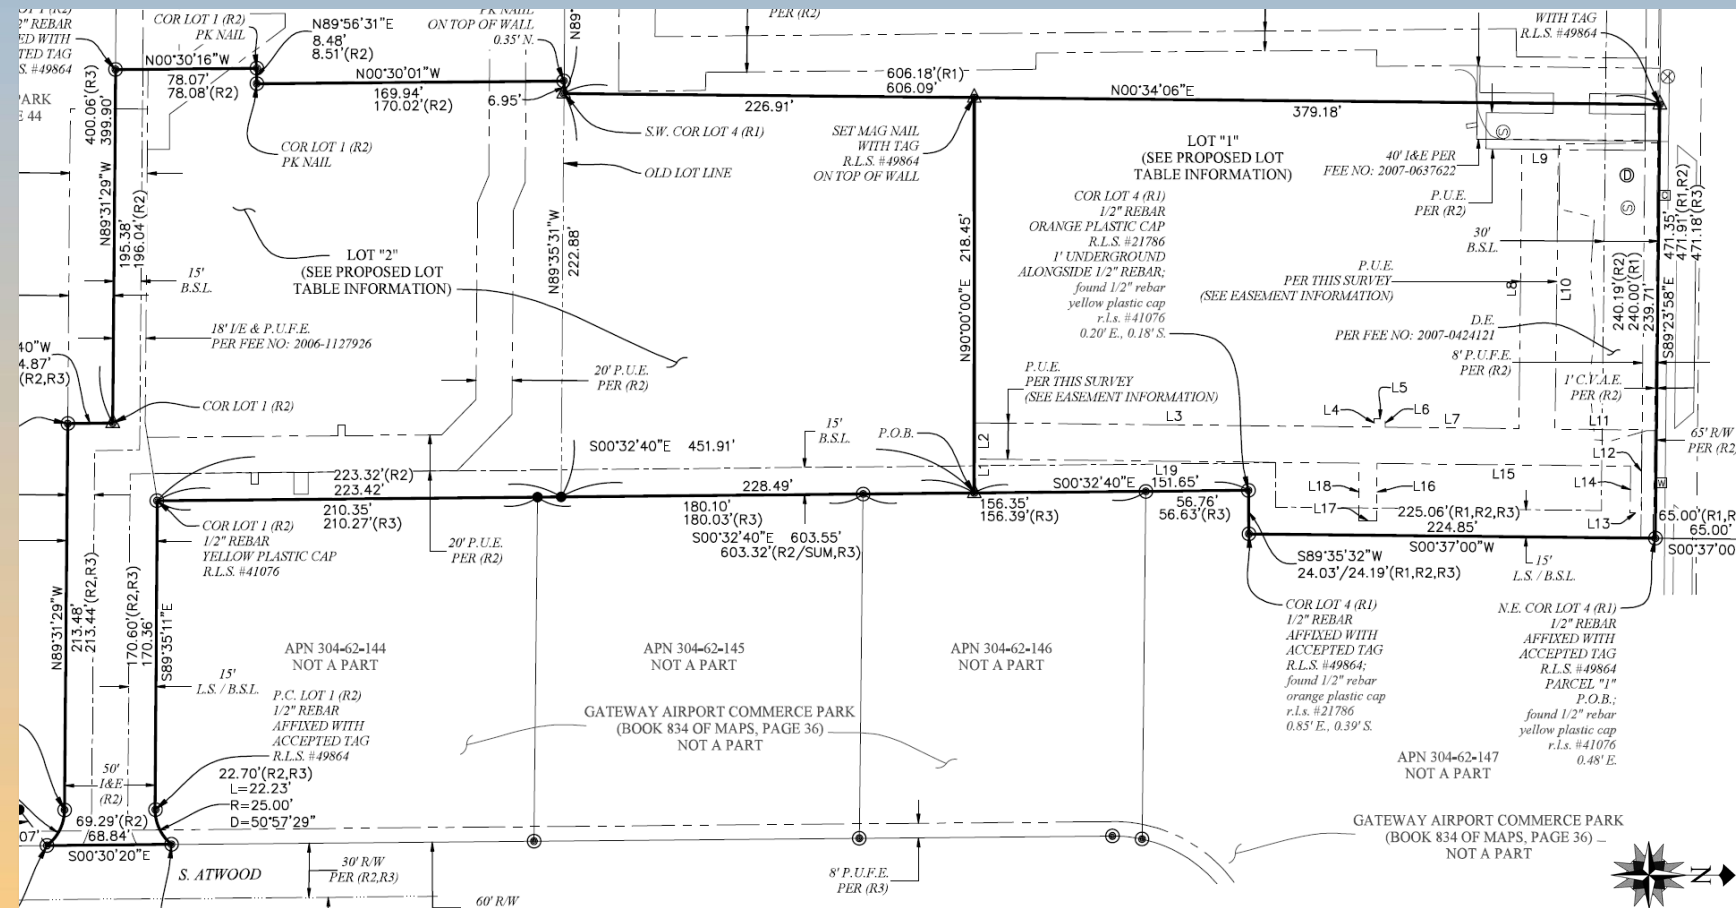 OT 1 (R2)
2" REBAR
ED WITH
TED TAG
S. #49864
PARK
E 44
COR LOT 1 (R2)
PK NAIL
N89°56'31"E
8.48'
8.51'(R2)
PK NAIL
ON TOP OF WALL
0.35' N.
N89°
PER (R2)
WITH TAG
R.L.S. #49864
N00°30'16"W
78.07'
78.08'(R2)
N00°30'01"W
169.94'
170.02'(R2)
6.95'
606.18'(R1)
606.09'
226.91'
N00°34'06"E
379.18'
400.06'(R3)
399.90'
N89°31'29"W
195.38'
196.04'(R2)
COR LOT 1 (R2)
PK NAIL
S.W. COR LOT 4 (R1)
OLD LOT LINE
SET MAG NAIL
WITH TAG
R.L.S. #49864
ON TOP OF WALL
LOT "1"
(SEE PROPOSED LOT
TABLE INFORMATION)
40' I&E PER
FEE NO: 2007-0637622
L9
P.U.E.
PER (R2)
30'
B.S.L.
COR LOT 4 (R1)
1/2" REBAR
ORANGE PLASTIC CAP
R.L.S. #21786
1' UNDERGROUND
ALONGSIDE 1/2" REBAR;
found 1/2" rebar
yellow plastic cap
r.l.s. #41076
0.20' E., 0.18' S.
P.U.E.
PER THIS SURVEY
(SEE EASEMENT INFORMATION)
L8
L10
D.E.
PER FEE NO: 2007-0424121
8' P.U.F.E.
PER (R2)
1' C.V.A.E.
PER (R2)
S
D
S
C
240.19'(R2)
240.00'(R1)
239.71'
S89°23'58"E
471.35'
471.91'(R1,R2)
471.18'(R3)
LOT "2"
(SEE PROPOSED LOT
TABLE INFORMATION)
15'
B.S.L.
18' I/E & P.U.F.E.
PER FEE NO: 2006-1127926
N89°35'31"W
222.88'
N90°00'00"E 218.45'
20' P.U.E.
PER (R2)
40"W
4.87'
(R2,R3)
COR LOT 1 (R2)
P.U.E.
PER THIS SURVEY
(SEE EASEMENT INFORMATION)
L3
L4
L5
L6
L7
L11
L2
L1
L12
65' R/W
PER (R2)
15'
B.S.L.
P.O.B.
S00°32'40"E 451.91'
223.32'(R2)
223.42'
210.35'
210.27'(R3)
228.49'
180.10'
180.03'(R3)
S00°32'40"E 603.55'
603.32'(R2/SUM,R3)
156.35'
156.39'(R3)
L19
S00°32'40"E 151.65'
56.76'
56.63'(R3)
L18
L17
L16
L15
L14
L13
W
225.06'(R1,R2,R3)
224.85'
S00°37'00"W
65.00'(R1,R
65.00'
S00°37'00
S89°35'32"W
24.03'/24.19'(R1,R2,R3)
15'
L.S. / B.S.L.
COR LOT 1 (R2)
1/2" REBAR
YELLOW PLASTIC CAP
R.L.S. #41076
20' P.U.E.
PER (R2)
N89°31'29"W
213.48'
213.44'(R2,R3)
170.60'(R2,R3)
170.36'
S89°35'11"E
15'
L.S. / B.S.L.
APN 304-62-144
NOT A PART
APN 304-62-145
NOT A PART
APN 304-62-146
NOT A PART
COR LOT 4 (R1)
1/2" REBAR
AFFIXED WITH
ACCEPTED TAG
R.L.S. #49864;
found 1/2" rebar
orange plastic cap
r.l.s. #21786
0.85' E., 0.39' S.
N.E. COR LOT 4 (R1)
1/2" REBAR
AFFIXED WITH
ACCEPTED TAG
R.L.S. #49864
PARCEL "1"
P.O.B.;
found 1/2" rebar
yellow plastic cap
r.l.s. #41076
0.48' E.
P.C. LOT 1 (R2)
1/2" REBAR
AFFIXED WITH
ACCEPTED TAG
R.L.S. #49864
GATEWAY AIRPORT COMMERCE PARK
(BOOK 834 OF MAPS, PAGE 36)
NOT A PART
APN 304-62-147
NOT A PART
50'
I&E
(R2)
22.70'(R2,R3)
L=22.23'
R=25.00'
D=50°57'29"
07'
69.29'(R2)
68.84'
S00°30'20"E
S. ATWOOD
30' R/W
PER (R2,R3)
60' R/W
8' P.U.F.E.
PER (R3)
GATEWAY AIRPORT COMMERCE PARK
(BOOK 834 OF MAPS, PAGE 36)
NOT A PART
N